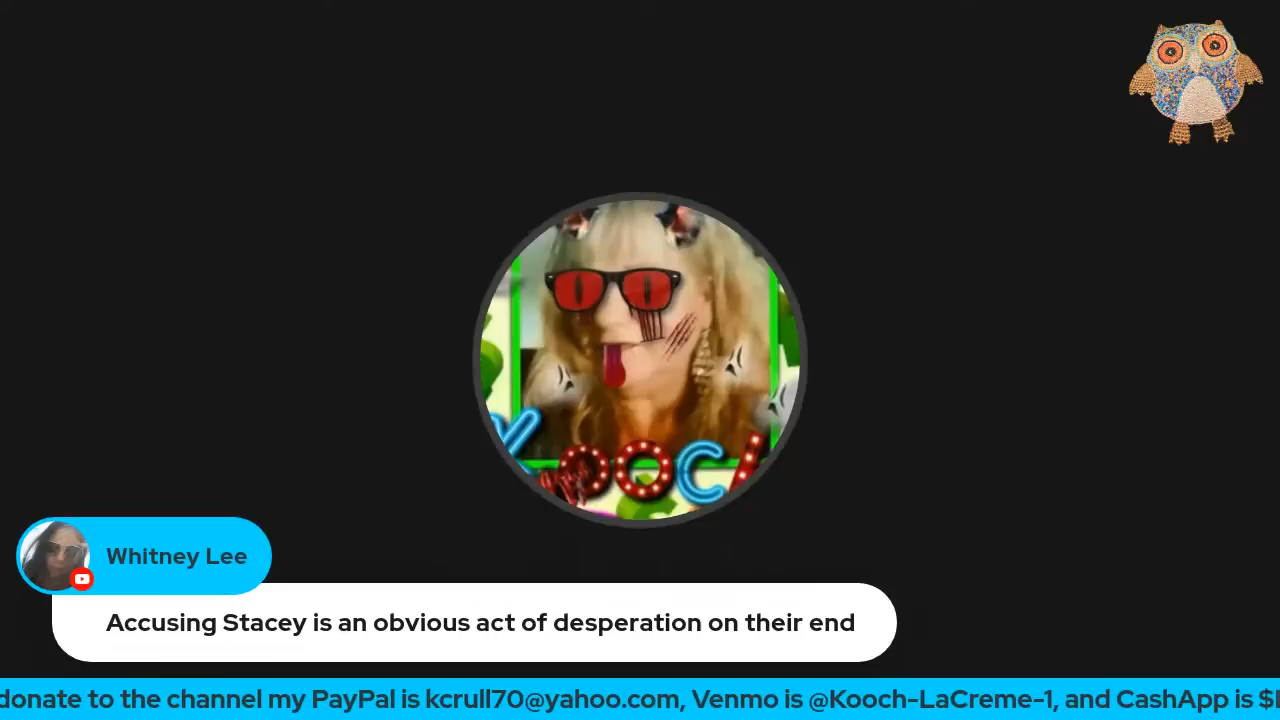 KOOCH
Whitney Lee
Accusing Stacey is an obvious act of desperation on their end
donate to the channel my PayPal is kcrull70@yahoo.com, Venmo is @Kooch-LaCreme-1, and CashApp is